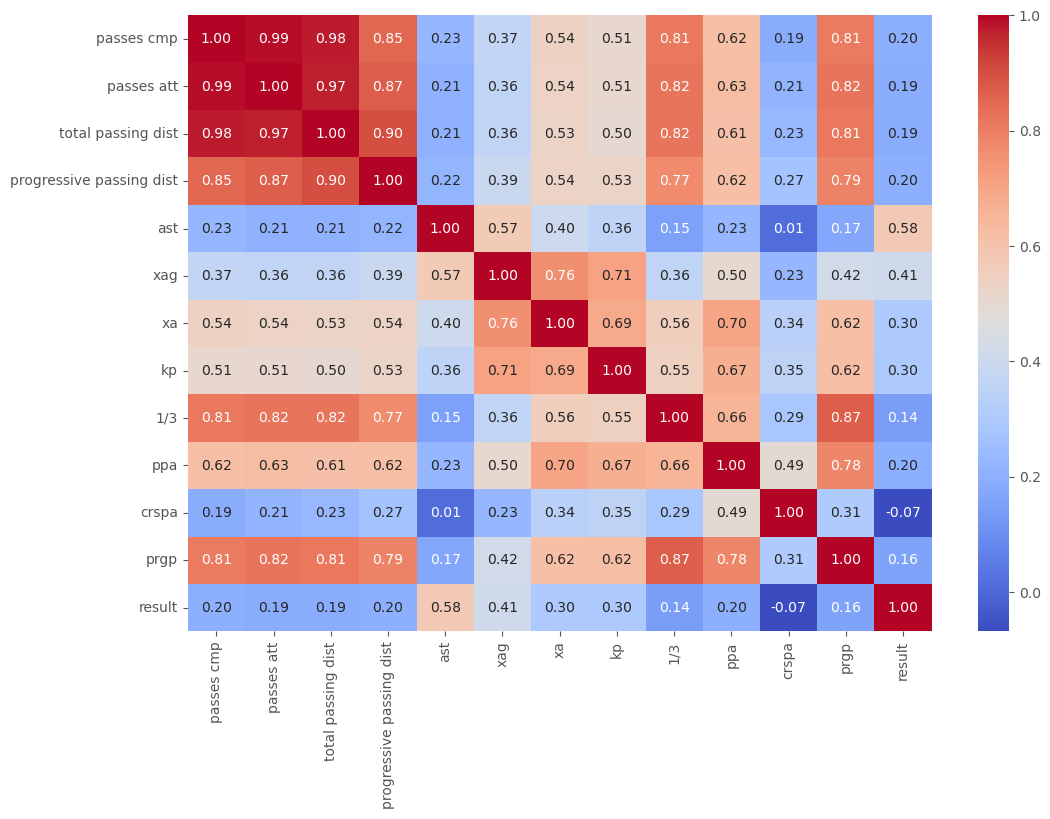 passes cmp 1.00 0.99 0.98 0.85 0.23 0.37 0.54 0.51 0.81 0.62 0.19 0.81 0.20
passes att 0.99 1.00 0.97 0.87 0.21 0.36 0.54 0.51 0.82 0.63 0.21 0.82 0.19
total passing dist 0.98 0.97 1.00 0.90 0.21 0.36 0.53 0.50 0.82 0.61 0.23 0.81 0.19
progressive passing dist 0.85 0.87 0.90 1.00 0.22 0.39 0.54 0.53 0.77 0.62 0.27 0.79 0.20
ast 0.23 0.21 0.21 0.22 1.00 0.57 0.40 0.36 0.15 0.23 0.01 0.17 0.58
xag 0.37 0.36 0.36 0.39 0.57 1.00 0.76 0.71 0.36 0.50 0.23 0.42 0.41
xa 0.54 0.54 0.53 0.54 0.40 0.76 1.00 0.69 0.56 0.70 0.34 0.62 0.30
kp 0.51 0.51 0.50 0.53 0.36 0.71 0.69 1.00 0.55 0.67 0.35 0.62 0.30
1/3 0.81 0.82 0.82 0.77 0.15 0.36 0.56 0.55 1.00 0.66 0.29 0.87 0.14
ppa 0.62 0.63 0.61 0.62 0.23 0.50 0.70 0.67 0.66 1.00 0.49 0.78 0.20
crspa 0.19 0.21 0.23 0.27 0.01 0.23 0.34 0.35 0.29 0.49 1.00 0.31 -0.07
prgp 0.81 0.82 0.81 0.79 0.17 0.42 0.62 0.62 0.87 0.78 0.31 1.00 0.16
result 0.20 0.19 0.19 0.20 0.58 0.41 0.30 0.30 0.14 0.20 -0.07 0.16 1.00
passes cmp
passes att
total passing dist
progressive passing dist
ast
xag
xa
kp
1/3
ppa
crspa
prgp
result
1.0
0.8
0.6
0.4
0.2
0.0